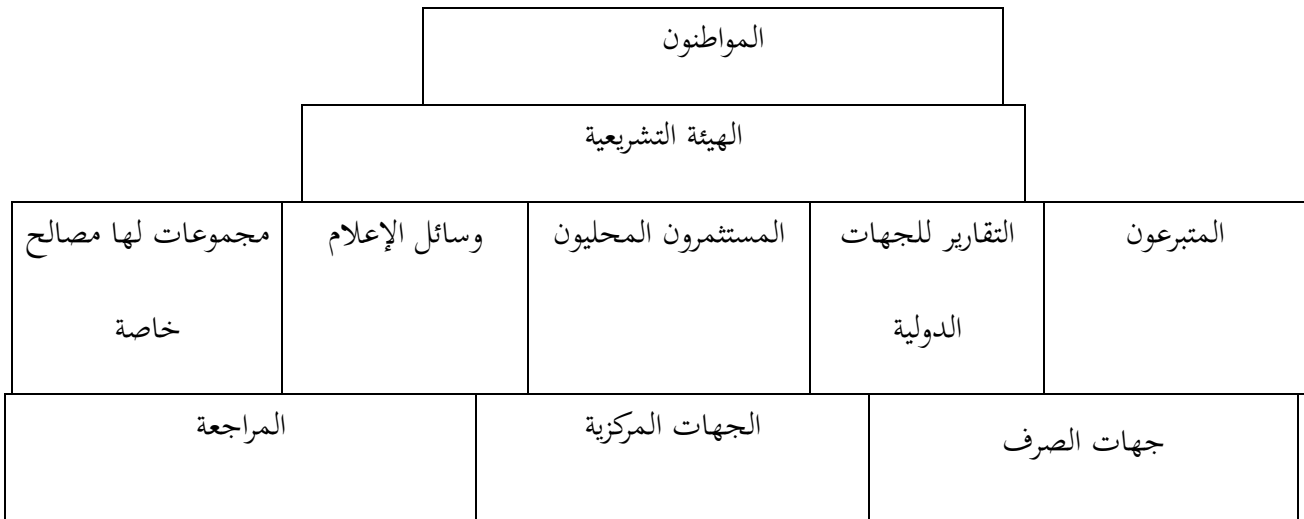 المواطنون
الهيئة التشريعية
المتبرعون
التقارير للجهات
الدولية
المستثمرون المحليون
وسائل الإعلام
مجموعات لها مصالح
خاصة
جهات الصرف
الجهات المركزية
المراجعة